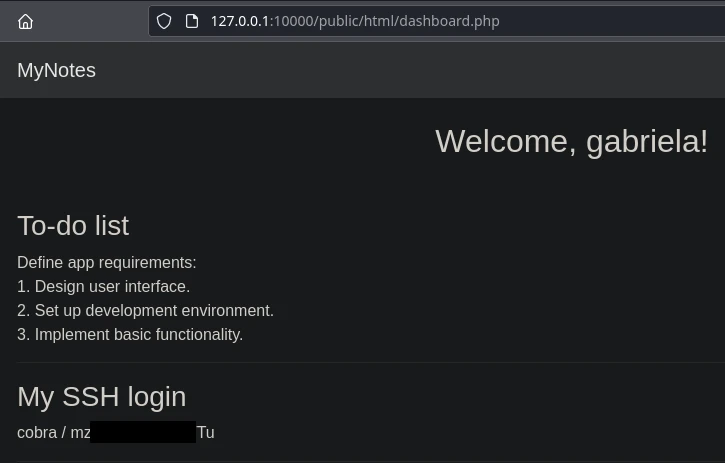 127.0.0.1:10000/public/html/dashboard.php
MyNotes
Welcome, gabriela!
To-do list
Define app requirements:
1. Design user interface.
2. Set up development environment.
3. Implement basic functionality.
My SSH login
cobra / mz Tu